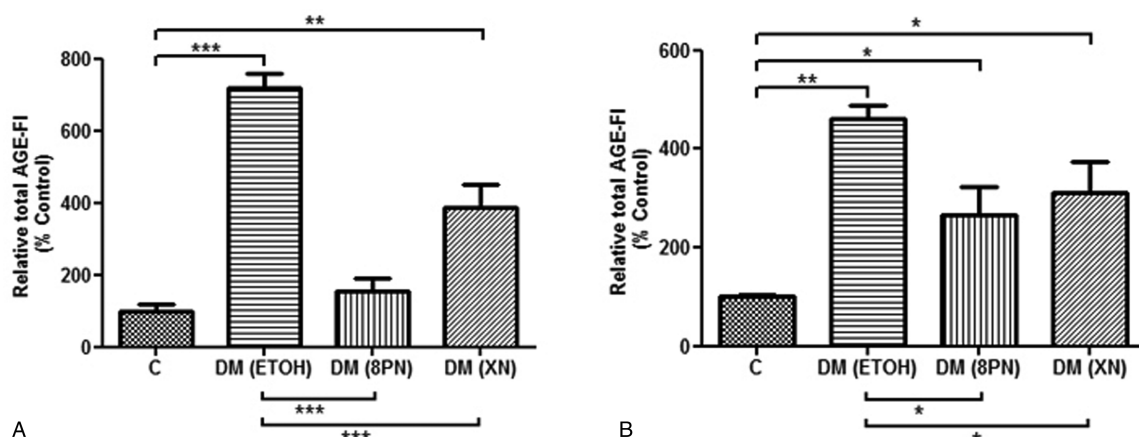 **
***
800
600
400
200
0
Relative total AGE-FI
(% Control)
C
DM (ETOH)
DM (8PN)
DM (XN)
***
***
A
*
*
**
600
400
200
0
Relative total AGE-FI
(% Control)
C
DM (ETOH)
DM (8PN)
DM (XN)
*
*
B